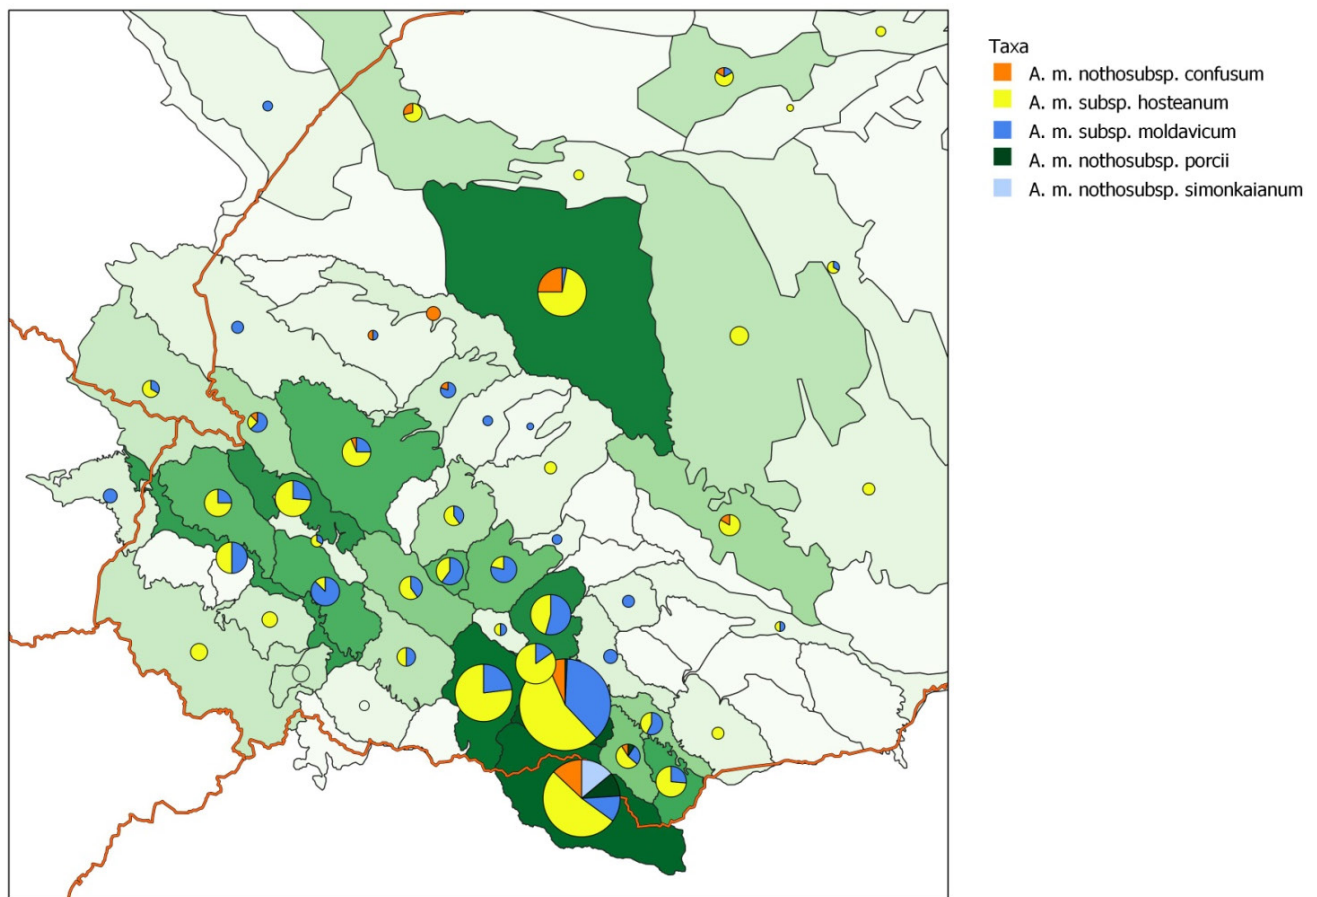 Taxa
A. m. nothosubsp. confusum
A. m. subsp. hosteanum
A. m. subsp. moldavicum
A. m. nothosubsp. porcii
A. m. nothosubsp. simonkaianum